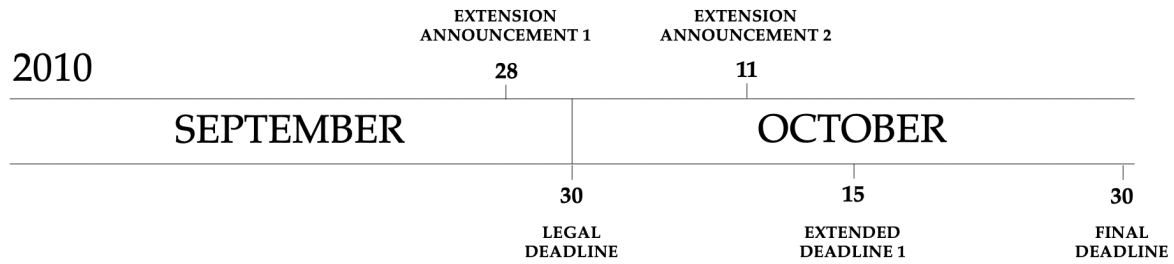 EXTENSION
ANNOUNCEMENT 1
EXTENSION
ANNOUNCEMENT 2
2010
28
11
SEPTEMBER
OCTOBER
30
15
30
LEGAL
DEADLINE
EXTENDED
DEADLINE 1
FINAL
DEADLINE